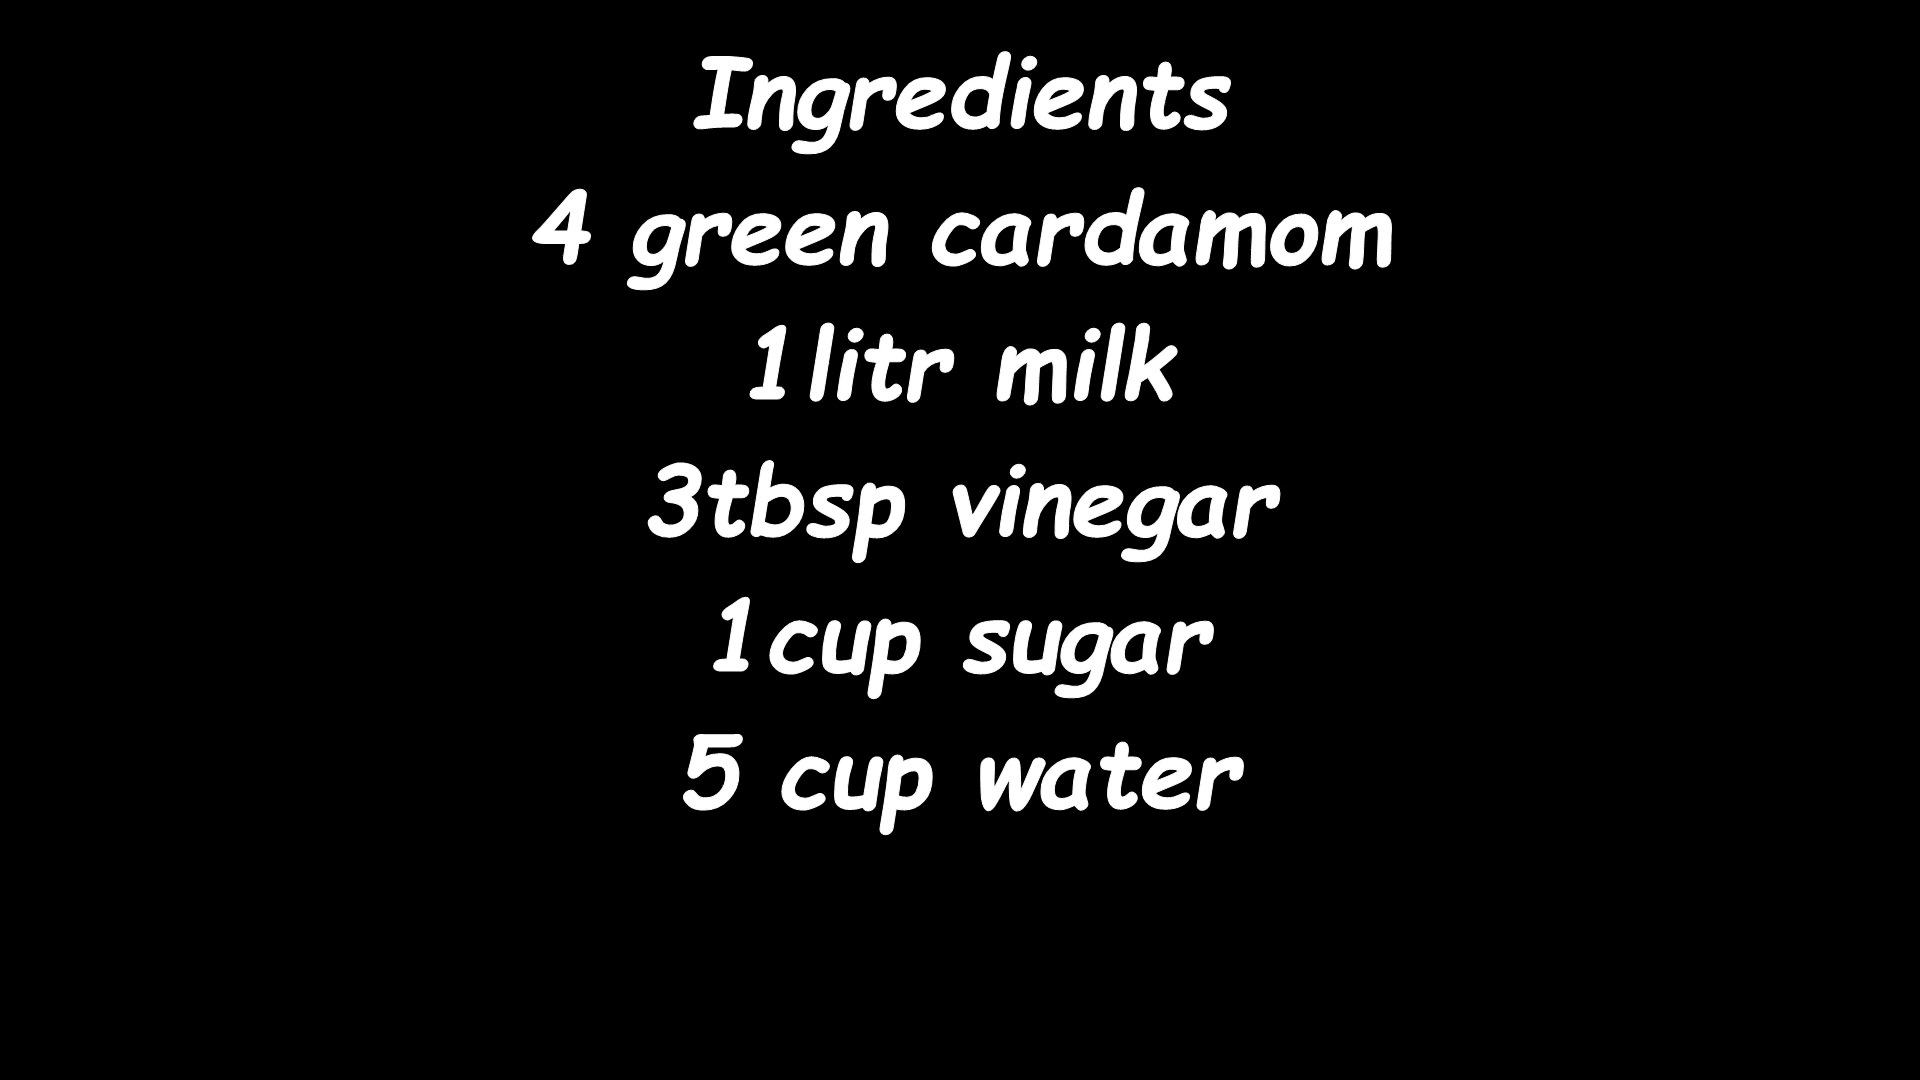 Ingredients
4 green cardamom
1litr milk
3tbsp vinegar
1cup sugar
5 cup water